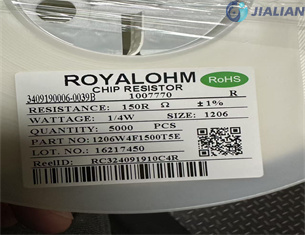 JIALIAN
ROYALOHM
RoHS
CHIP RESISTOR
3409190006-0039B 1007770 R
RESISTANCE: 150R Ω ±1%
WATTAGE: 1/4W SIZE: 1206
QUANTITY: 5000 PCS
PART NO: 1206W4F1500T5E
LOT NO. 16217450
ReelID: RC324091910C4R